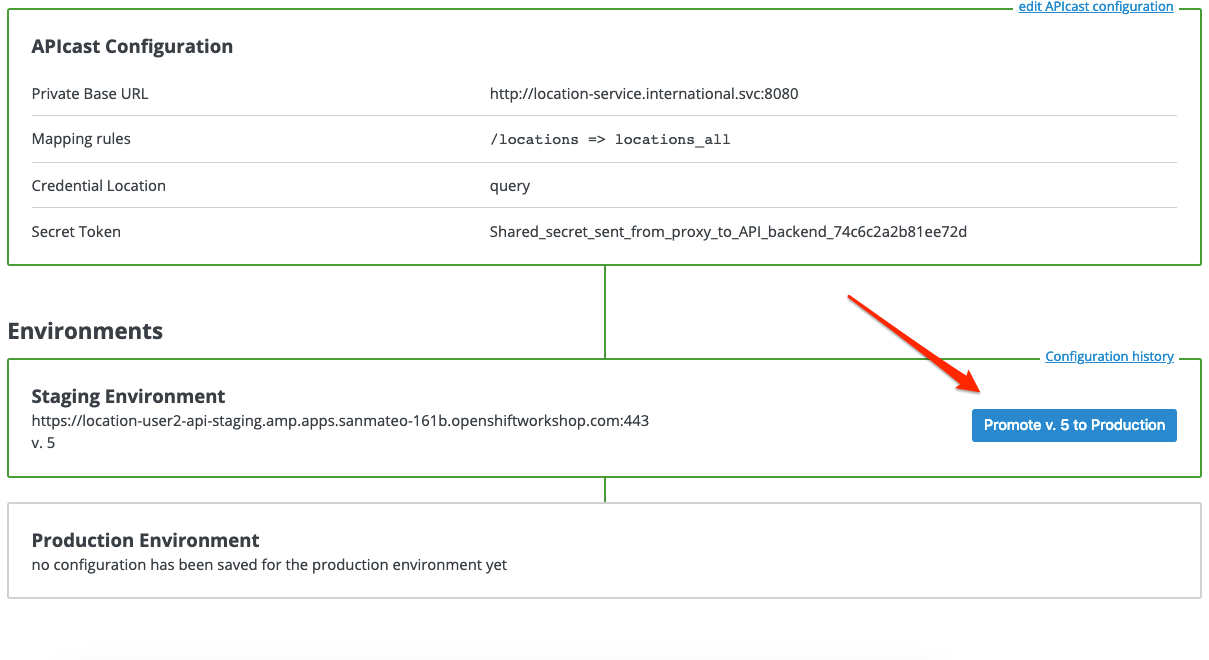 edit APIcast configuration
APIcast Configuration
Private Base URL http://location-service.international.svc:8080
Mapping rules /locations => locations_all
Credential Location query
Secret Token Shared_secret_sent_from_proxy_to_API_backend_74c6c2a2b81ee72d
Environments
Configuration history
Staging Environment
https://location-user2-api-staging.amp.apps.sanmateo-161b.openshiftworkshop.com:443
v. 5
Promote v. 5 to Production
Production Environment
no configuration has been saved for the production environment yet